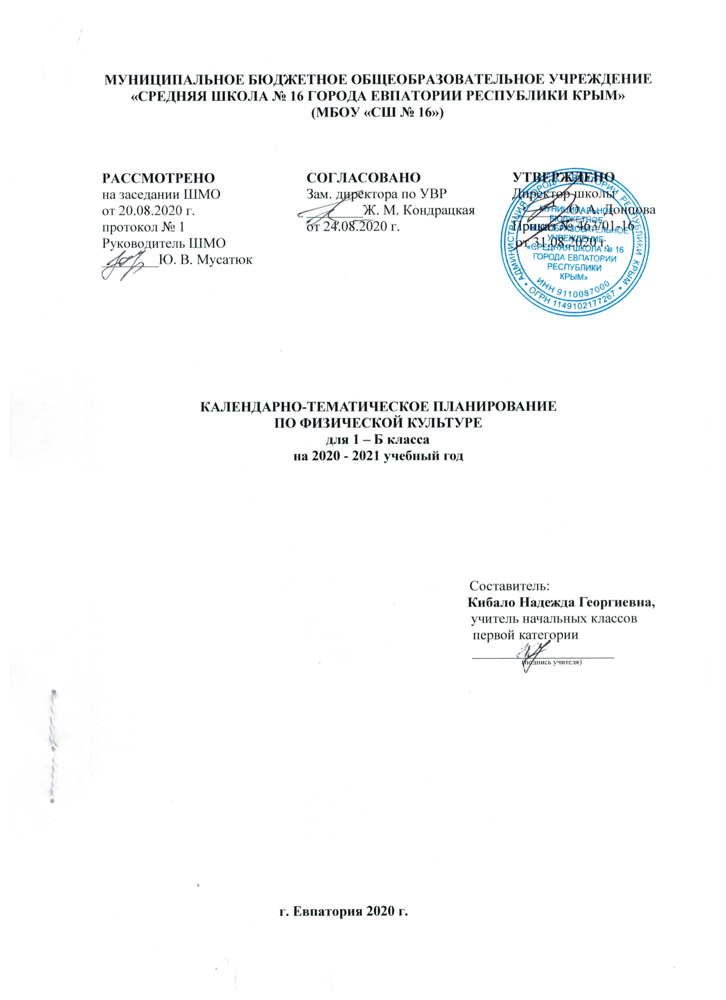 МУНИЦИПАЛЬНОЕ БЮДЖЕТНОЕ ОБЩЕОБРАЗОВАТЕЛЬНОЕ УЧРЕЖДЕНИЕ
«СРЕДНЯЯ ШКОЛА № 16 ГОРОДА ЕВПАТОРИИ РЕСПУБЛИКИ КРЫМ»
(МБОУ «СШ № 16»)
РАССМОТРЕНО
на заседании ШМО
от 20.08.2020 г.
протокол № 1
Руководитель ШМО
________Ю. В. Мусатюк
СОГЛАСОВАНО
Зам. директора по УВР
________Ж. М. Кондрацкая
от 24.08.2020 г.
УТВЕРЖДЕНО
Директор школы
________О. А. Донцова
Приказ № 463/01-16
от 31.08.2020 г.
АДМИНИСТРАЦИЯ ГОРОДА ЕВПАТОРИИ РЕСПУБЛИКИ КРЫМ
• ОГРН 1149102177267 •
МУНИЦИПАЛЬНОЕ
БЮДЖЕТНОЕ
ОБЩЕОБРАЗОВАТЕЛЬНОЕ
УЧРЕЖДЕНИЕ
«СРЕДНЯЯ ШКОЛА № 16
ГОРОДА ЕВПАТОРИИ
РЕСПУБЛИКИ
КРЫМ»
ИНН 9110087000
КАЛЕНДАРНО-ТЕМАТИЧЕСКОЕ ПЛАНИРОВАНИЕ
ПО ФИЗИЧЕСКОЙ КУЛЬТУРЕ
для 1 – Б класса
на 2020 - 2021 учебный год
Составитель:
Кибало Надежда Георгиевна,
учитель начальных классов
первой категории
____________________
(подпись учителя)
г. Евпатория 2020 г.